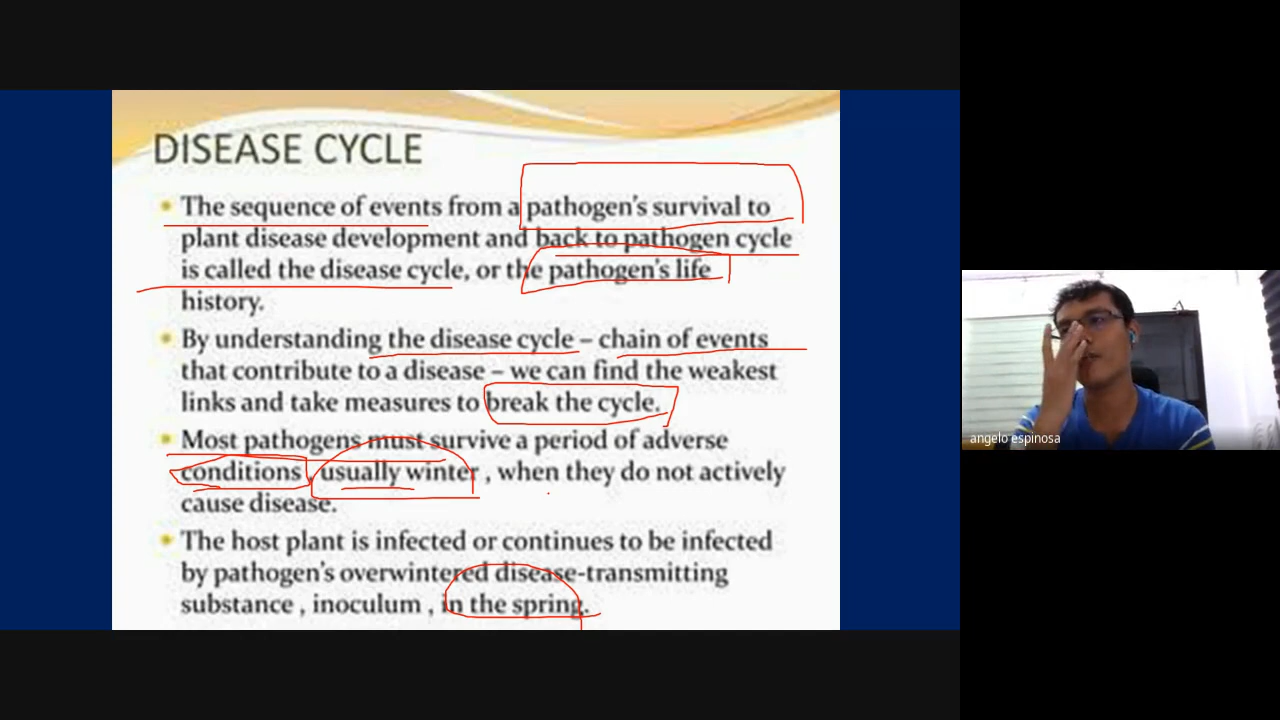 DISEASE CYCLE
The sequence of events from a pathogen's survival to
plant disease development and back to pathogen cycle
is called the disease cycle, or the pathogen's life
history.
By understanding the disease cycle – chain of events
that contribute to a disease – we can find the weakest
links and take measures to break the cycle.
Most pathogens must survive a period of adverse
conditions , usually winter , when they do not actively
cause disease.
The host plant is infected or continues to be infected
by pathogen's overwintered disease-transmitting
substance , inoculum , in the spring.
angelo espinosa